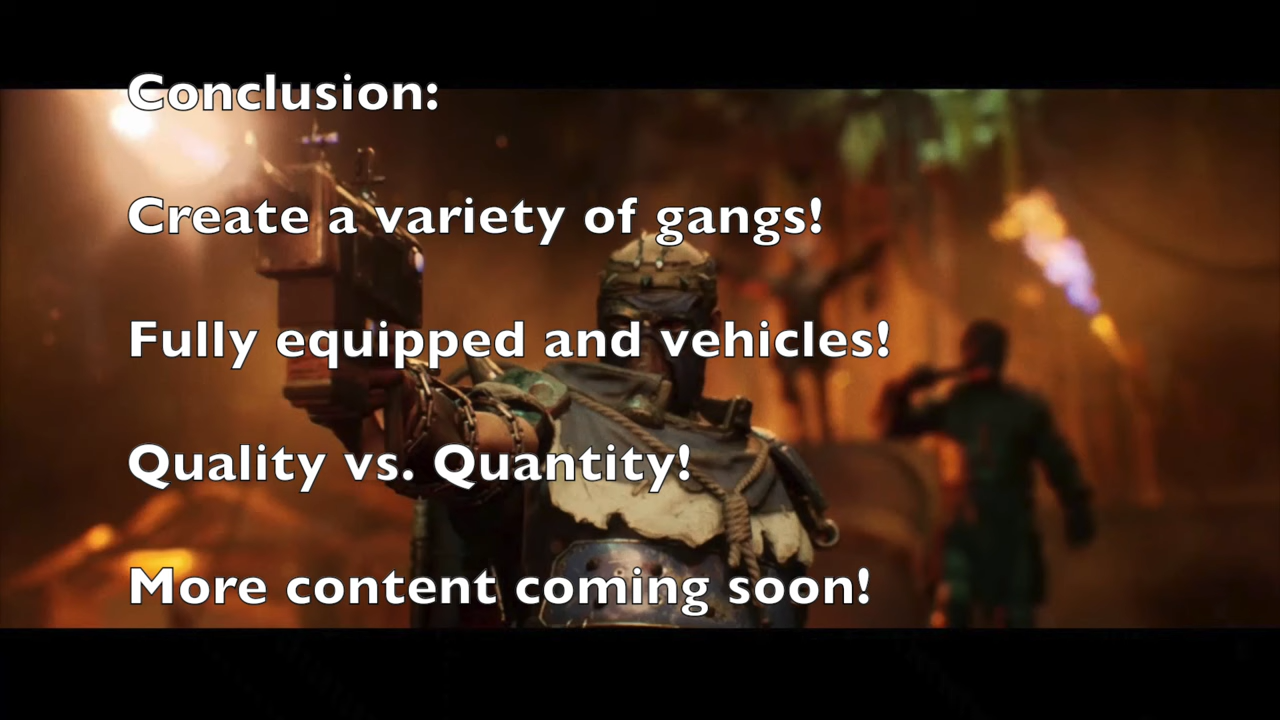 Conclusion:
Create a variety of gangs!
Fully equipped and vehicles!
Quality vs. Quantity!
More content coming soon!